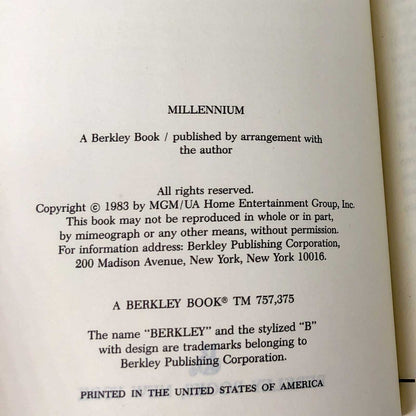 MILLENNIUM
A Berkley Book / published by arrangement with
the author
All rights reserved.
Copyright © 1983 by MGM/UA Home Entertainment Group, Inc.
This book may not be reproduced in whole or in part,
by mimeograph or any other means, without permission.
For information address: Berkley Publishing Corporation,
200 Madison Avenue, New York, New York 10016.
A BERKLEY BOOK® TM 757,375
The name "BERKLEY" and the stylized "B"
with design are trademarks belonging to
Berkley Publishing Corporation.
PRINTED IN THE UNITED STATES OF AMERICA